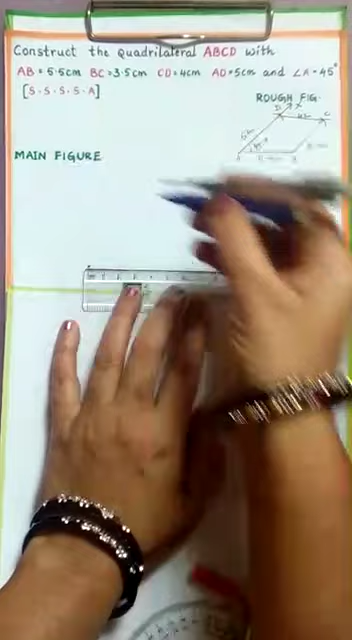 Construct the Quadrilateral ABCD with
AB = 5.5cm BC = 3.5cm CD = 4cm AD = 5cm and ∠A = 45°
[S.S.S.S.A]
ROUGH FIG.
MAIN FIGURE